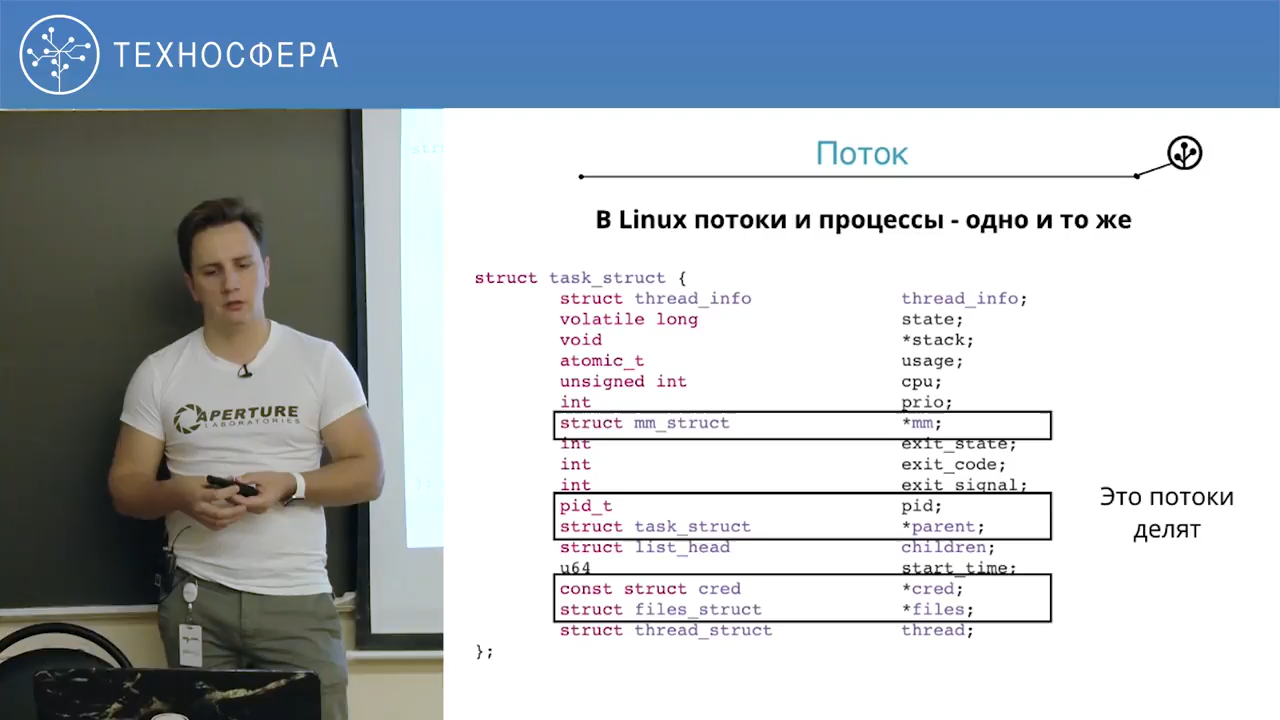 ТЕХНОСФЕРА
APERTURE
LABORATORIES
Поток
В Linux потоки и процессы - одно и то же
struct task_struct {
struct thread_info thread_info;
volatile long state;
void *stack;
atomic_t usage;
unsigned int cpu;
int prio;
struct mm_struct *mm;
int exit_state;
int exit_code;
int exit_signal;
pid_t pid;
struct task_struct *parent;
struct list_head children;
u64 start_time;
const struct cred *cred;
struct files_struct *files;
struct thread_struct thread;
};
Это потоки
делят